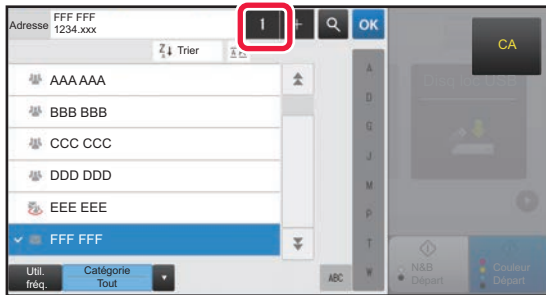 Adresse
FFF FFF
1234.xxx
1
+
OK
CA
Z
A
Trier
AAA AAA
BBB BBB
CCC CCC
DDD DDD
EEE EEE
FFF FFF
A
D
G
J
M
P
T
W
ABC
Util.
fréq.
Catégorie
Tout
N&B
Départ
Couleur
Départ